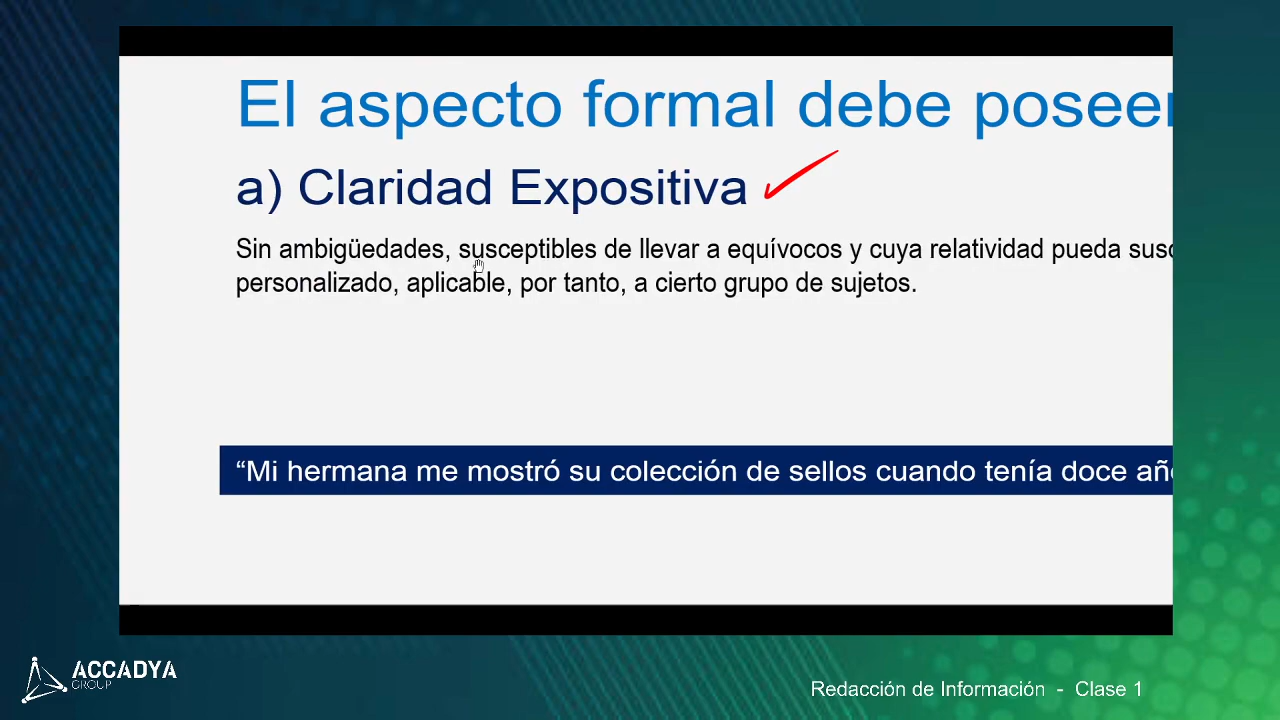 El aspecto formal debe poseer
a) Claridad Expositiva
Sin ambigüedades, susceptibles de llevar a equívocos y cuya relatividad pueda
personalizado, aplicable, por tanto, a cierto grupo de sujetos.
“Mi hermana me mostró su colección de sellos cuando tenía doce
ACCADYA
GROUP
Redacción de Información - Clase 1